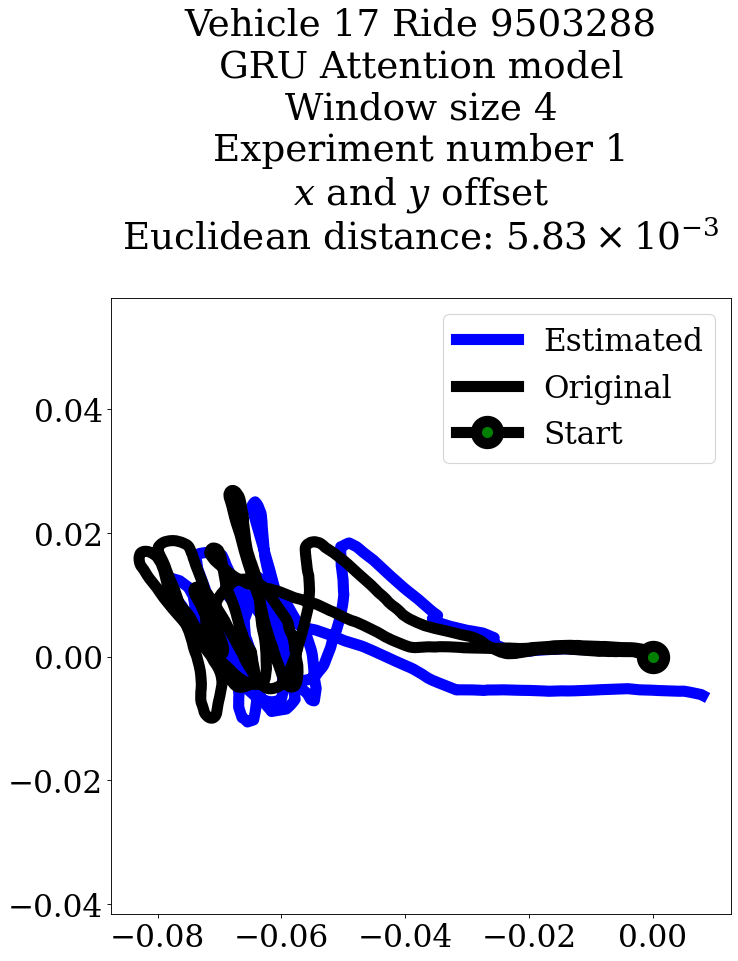 Vehicle 17 Ride 9503288
GRU Attention model
Window size 4
Experiment number 1
x and y offset
Euclidean distance: 5.83 × 10⁻³
Estimated
Original
Start
0.04
0.02
0.00
−0.02
−0.04
−0.08 −0.06 −0.04 −0.02 0.00